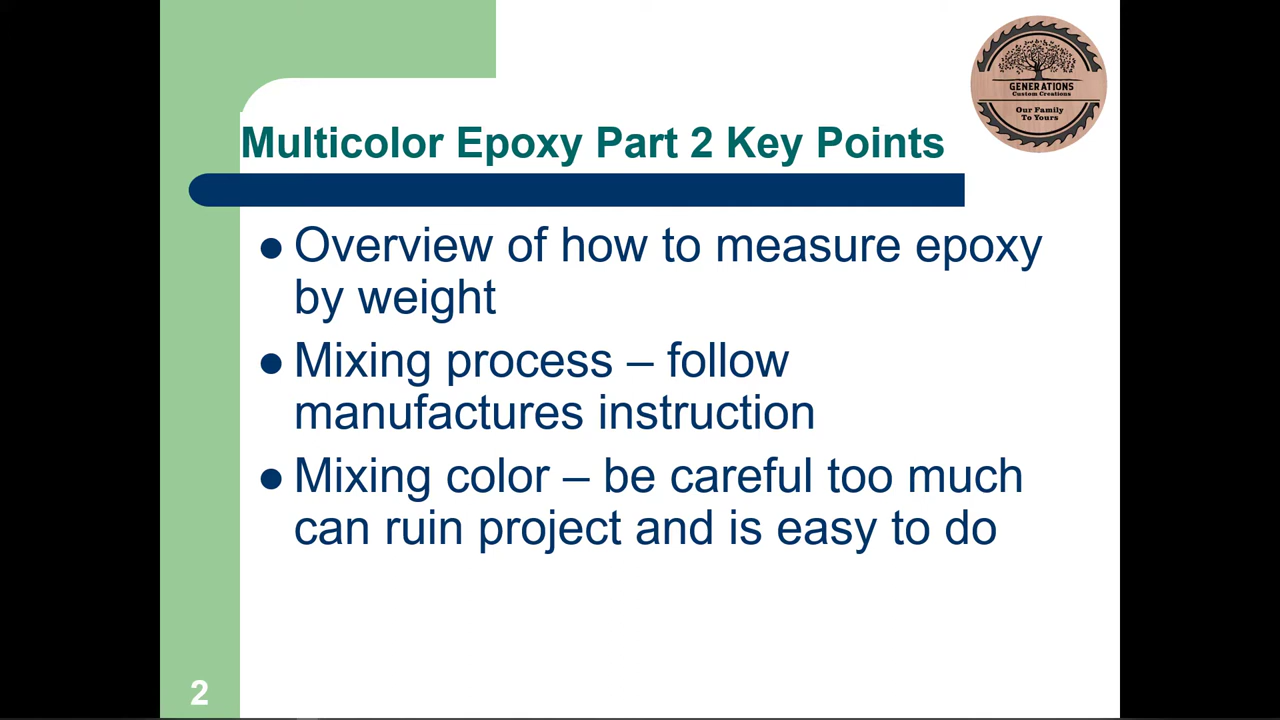 GENERATIONS
Custom Creations
Our Family
To Yours
Multicolor Epoxy Part 2 Key Points
● Overview of how to measure epoxy
by weight
● Mixing process – follow
manufactures instruction
● Mixing color – be careful too much
can ruin project and is easy to do
2